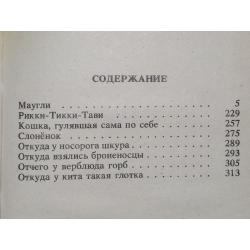 СОДЕРЖАНИЕ
Маугли 5
Рикки-Тикки-Тави 229
Кошка, гулявшая сама по себе 257
Слонёнок 275
Откуда у носорога шкура 289
Откуда взялись броненосцы 293
Отчего у верблюда горб 305
Откуда у кита такая глотка 313